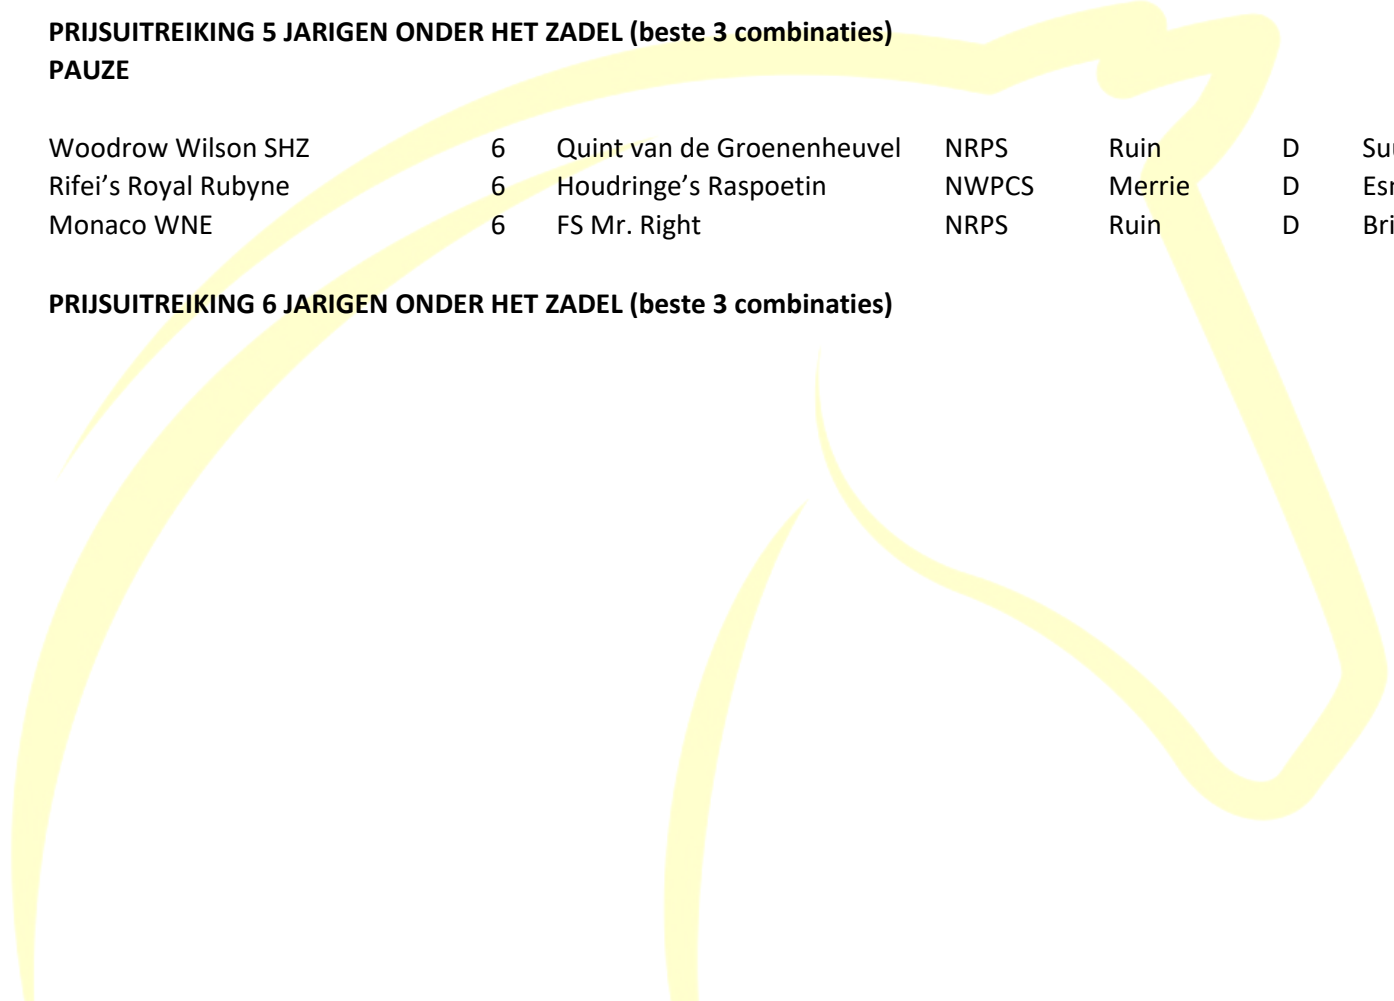 PRIJSUITREIKING 5 JARIGEN ONDER HET ZADEL (beste 3 combinaties)
PAUZE
Woodrow Wilson SHZ 6 Quint van de Groenenheuvel NRPS Ruin D
Rifei’s Royal Rubyne 6 Houdringe’s Raspoetin NWPCS Merrie D
Monaco WNE 6 FS Mr. Right NRPS Ruin D
PRIJSUITREIKING 6 JARIGEN ONDER HET ZADEL (beste 3 combinaties)